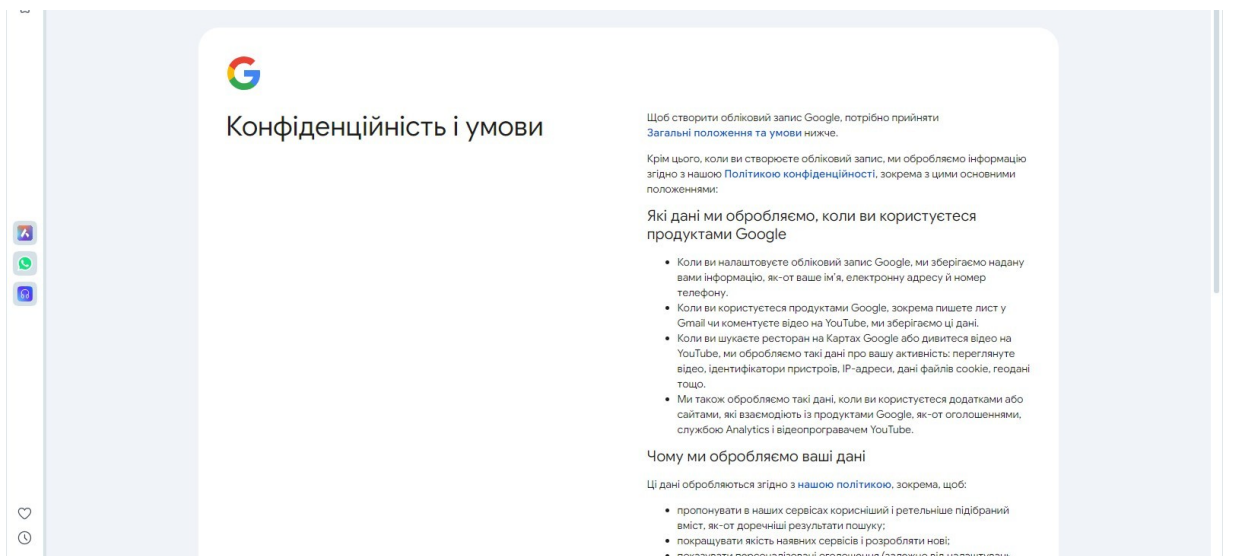 Конфіденційність і умови
Щоб створити обліковий запис Google, потрібно прийняти
Загальні положення та умови нижче.
Крім цього, коли ви створюєте обліковий запис, ми обробляємо інформацію
згідно з нашою Політикою конфіденційності, зокрема з цими основними
положеннями:
Які дані ми обробляємо, коли ви користуєтеся
продуктами Google
• Коли ви налаштовуєте обліковий запис Google, ми зберігаємо надану
вами інформацію, як-от ваше ім'я, електронну адресу й номер
телефону.
• Коли ви користуєтеся продуктами Google, зокрема пишете лист у
Gmail чи коментуєте відео на YouTube, ми зберігаємо ці дані.
• Коли ви шукаєте ресторан на Картах Google або дивитеся відео на
YouTube, ми обробляємо такі дані про вашу активність: переглянуте
відео, ідентифікатори пристроїв, IP-адреси, дані файлів cookie, геодані
тощо.
• Ми також обробляємо такі дані, коли ви користуєтеся додатками або
сайтами, які взаємодіють із продуктами Google, як-от оголошеннями,
службою Analytics і відеопрогравачем YouTube.
Чому ми обробляємо ваші дані
Ці дані обробляються згідно з нашою політикою, зокрема, щоб:
• пропонувати в наших сервісах корисніший і ретельніше підібраний
вміст, як-от доречніші результати пошуку;
• покращувати якість наявних сервісів і розробляти нові;
• показувати персоналізовані оголошення (залежно від налаштувань